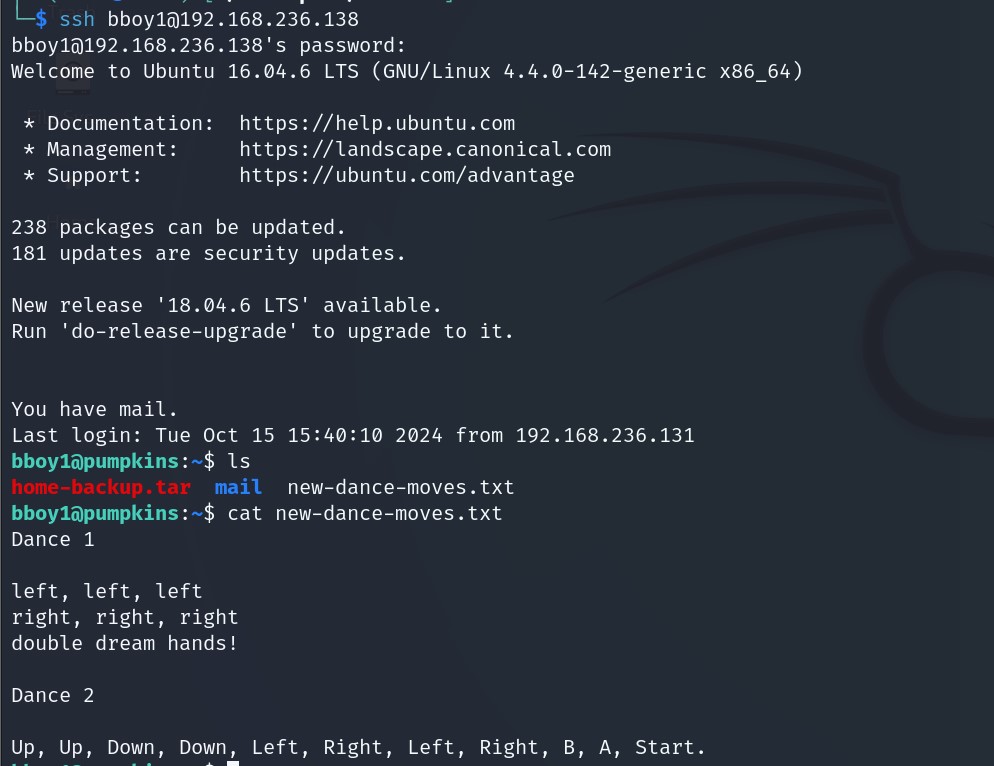 └─$ ssh bboy1@192.168.236.138
bboy1@192.168.236.138's password:
Welcome to Ubuntu 16.04.6 LTS (GNU/Linux 4.4.0-142-generic x86_64)
* Documentation:  https://help.ubuntu.com
* Management:     https://landscape.canonical.com
* Support:        https://ubuntu.com/advantage
238 packages can be updated.
181 updates are security updates.
New release '18.04.6 LTS' available.
Run 'do-release-upgrade' to upgrade to it.
You have mail.
Last login: Tue Oct 15 15:40:10 2024 from 192.168.236.131
bboy1@pumpkins:~$ ls
home-backup.tar  mail  new-dance-moves.txt
bboy1@pumpkins:~$ cat new-dance-moves.txt
Dance 1
left, left, left
right, right, right
double dream hands!
Dance 2
Up, Up, Down, Down, Left, Right, Left, Right, B, A, Start.